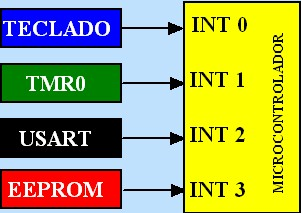 TECLADO
INT 0
TMR0
INT 1
USART
INT 2
EEPROM
INT 3
MICROCONTROLADOR